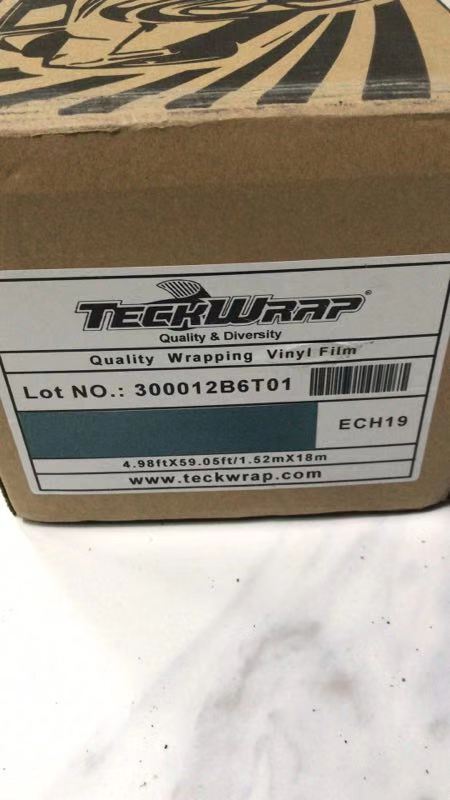 TECKWRAP®
Quality & Diversity
Quality Wrapping Vinyl Film
Lot NO.: 300012B6T01
ECH19
4.98ftX59.05ft/1.52mX18m
www.teckwrap.com